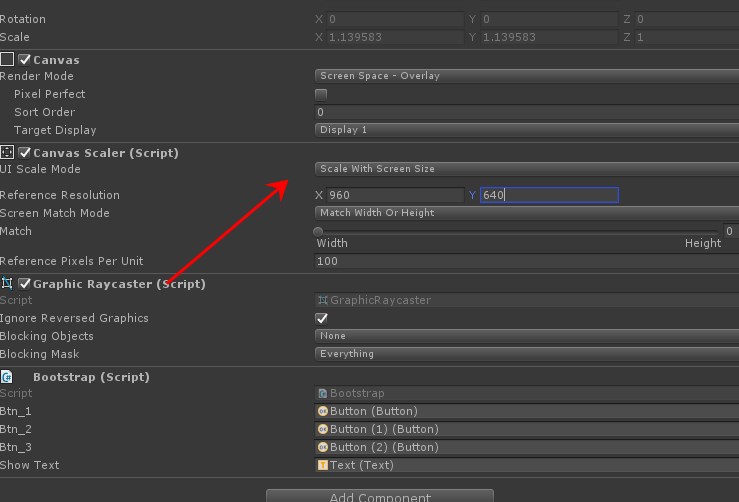 Rotation X 0 Y 0 Z 0
Scale X 1.139583 Y 1.139583 Z 1
Canvas
Render Mode Screen Space - Overlay
Pixel Perfect
Sort Order 0
Target Display Display 1
Canvas Scaler (Script)
UI Scale Mode Scale With Screen Size
Reference Resolution X 960 Y 640
Screen Match Mode Match Width Or Height
Match 0
Width Height
Reference Pixels Per Unit 100
Graphic Raycaster (Script)
Script GraphicRaycaster
Ignore Reversed Graphics
Blocking Objects None
Blocking Mask Everything
Bootstrap (Script)
Script Bootstrap
Btn_1 Button (Button)
Btn_2 Button (1) (Button)
Btn_3 Button (2) (Button)
Show Text Text (Text)
Add Component